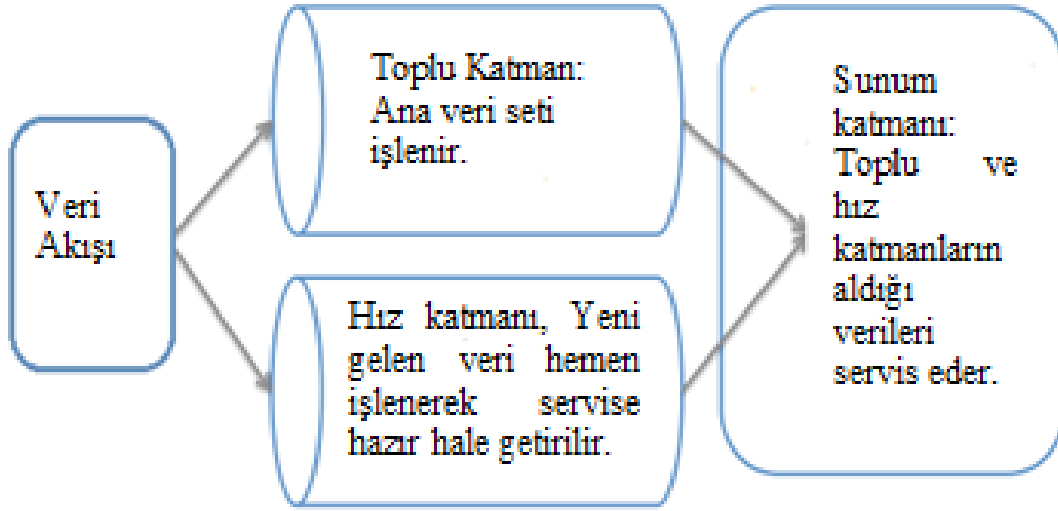 Veri
Akışı
Toplu Katman:
Ana veri seti
işlenir.
Hız katmanı, Yeni
gelen veri hemen
işlenerek servise
hazır hale getirilir.
Sunum
katmanı:
Toplu ve
hız
katmanların
aldığı
verileri
servis eder.